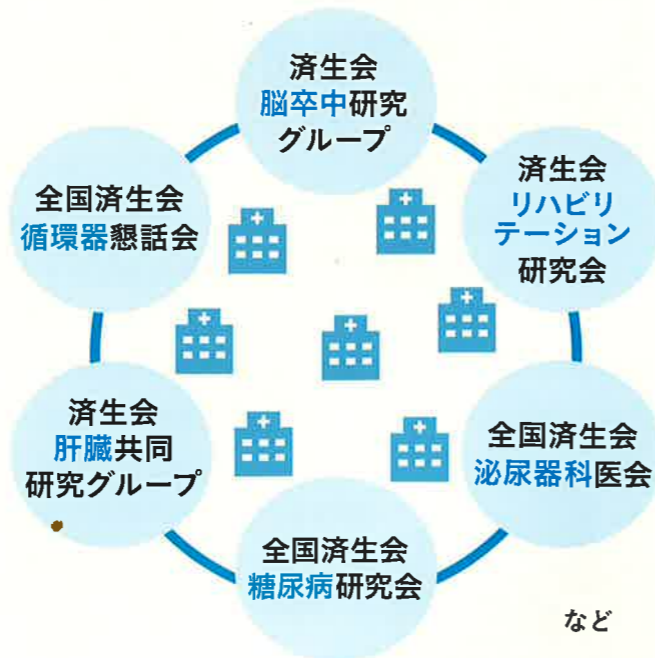 済生会
脳卒中研究
グループ
済生会
リハビリ
テーション
研究会
全国済生会
泌尿器科医会
全国済生会
糖尿病研究会
済生会
肝臓共同
研究グループ
全国済生会
循環器懇話会
など